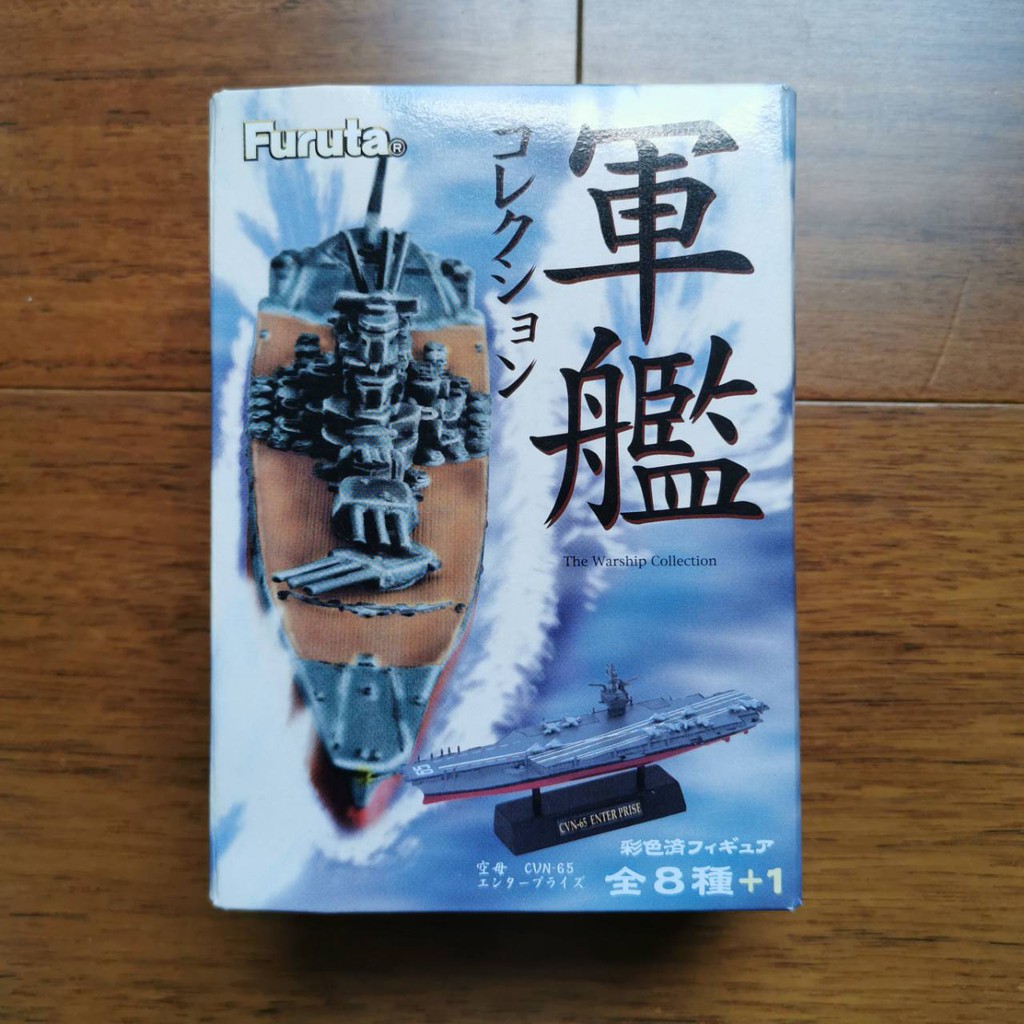 Furuta®
軍艦
コレクション
The Warship Collection
65
CVN-65 ENTER PRISE
空母 CVN-65
エンタープライズ
彩色済フィギュア
全8種+1